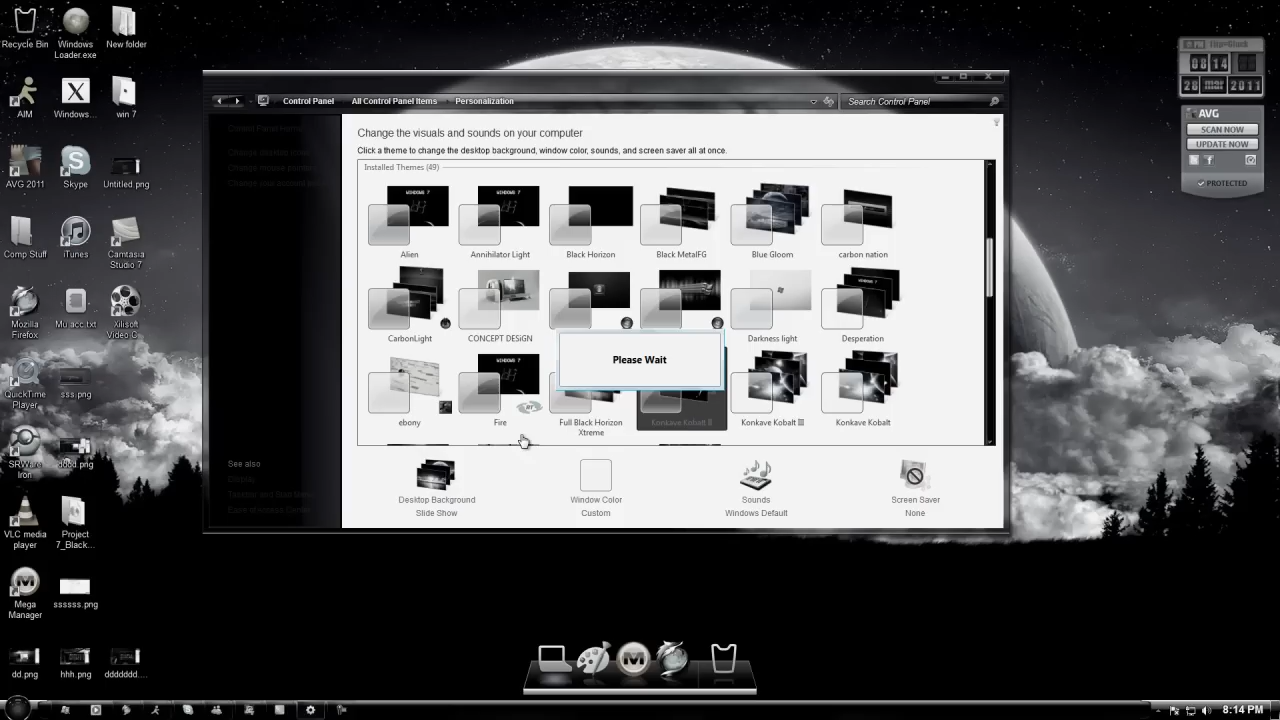 Recycle Bin
Windows
Loader.exe
New folder
AIM
Windows...
win 7
AVG 2011
Skype
Untitled.png
Comp Stuff
iTunes
Camtasia
Studio 7
Mozilla
Firefox
Mu acc.txt
Xilisoft
Video C...
QuickTime
Player
sss.png
SRWare
Iron
dddd.png
VLC media
player
Project
7_Black...
Mega
Manager
ssssss.png
dd.png
hhh.png
ddddddd....
Control Panel
All Control Panel Items
Personalization
Search Control Panel
Change the visuals and sounds on your computer
Click a theme to change the desktop background, window color, sounds, and screen saver all at once.
Installed Themes (49)
Alien
Annihilator Light
Black Horizon
Black MetalFG
Blue Gloom
carbon nation
CarbonLight
CONCEPT DESiGN
Darkness light
Desperation
Please Wait
ebony
Fire
Full Black Horizon
Xtreme
Konkave Kobalt II
Konkave Kobalt III
Konkave Kobalt
See also
Desktop Background
Slide Show
Window Color
Custom
Sounds
Windows Default
Screen Saver
None
08 14
28 mar 2011
AVG
SCAN NOW
UPDATE NOW
PROTECTED
8:14 PM